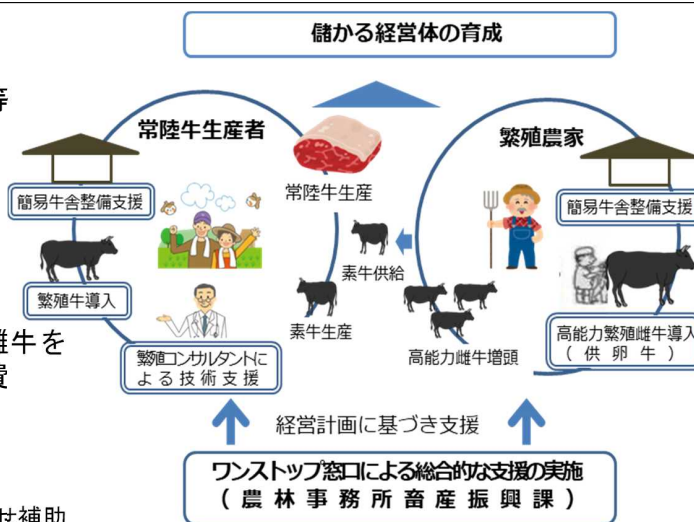 儲かる経営体の育成
等
常陸牛生産者
繁殖農家
常陸牛生産
簡易牛舎整備支援
簡易牛舎整備支援
素牛供給
繁殖牛導入
素牛生産
雌牛を
費
繁殖コンサルタントに
よる技術支援
高能力雌牛増頭
高能力繁殖雌牛導入
(供卵牛)
経営計画に基づき支援
ワンストップ窓口による総合的な支援の実施
(農林事務所畜産振興課)
せ補助